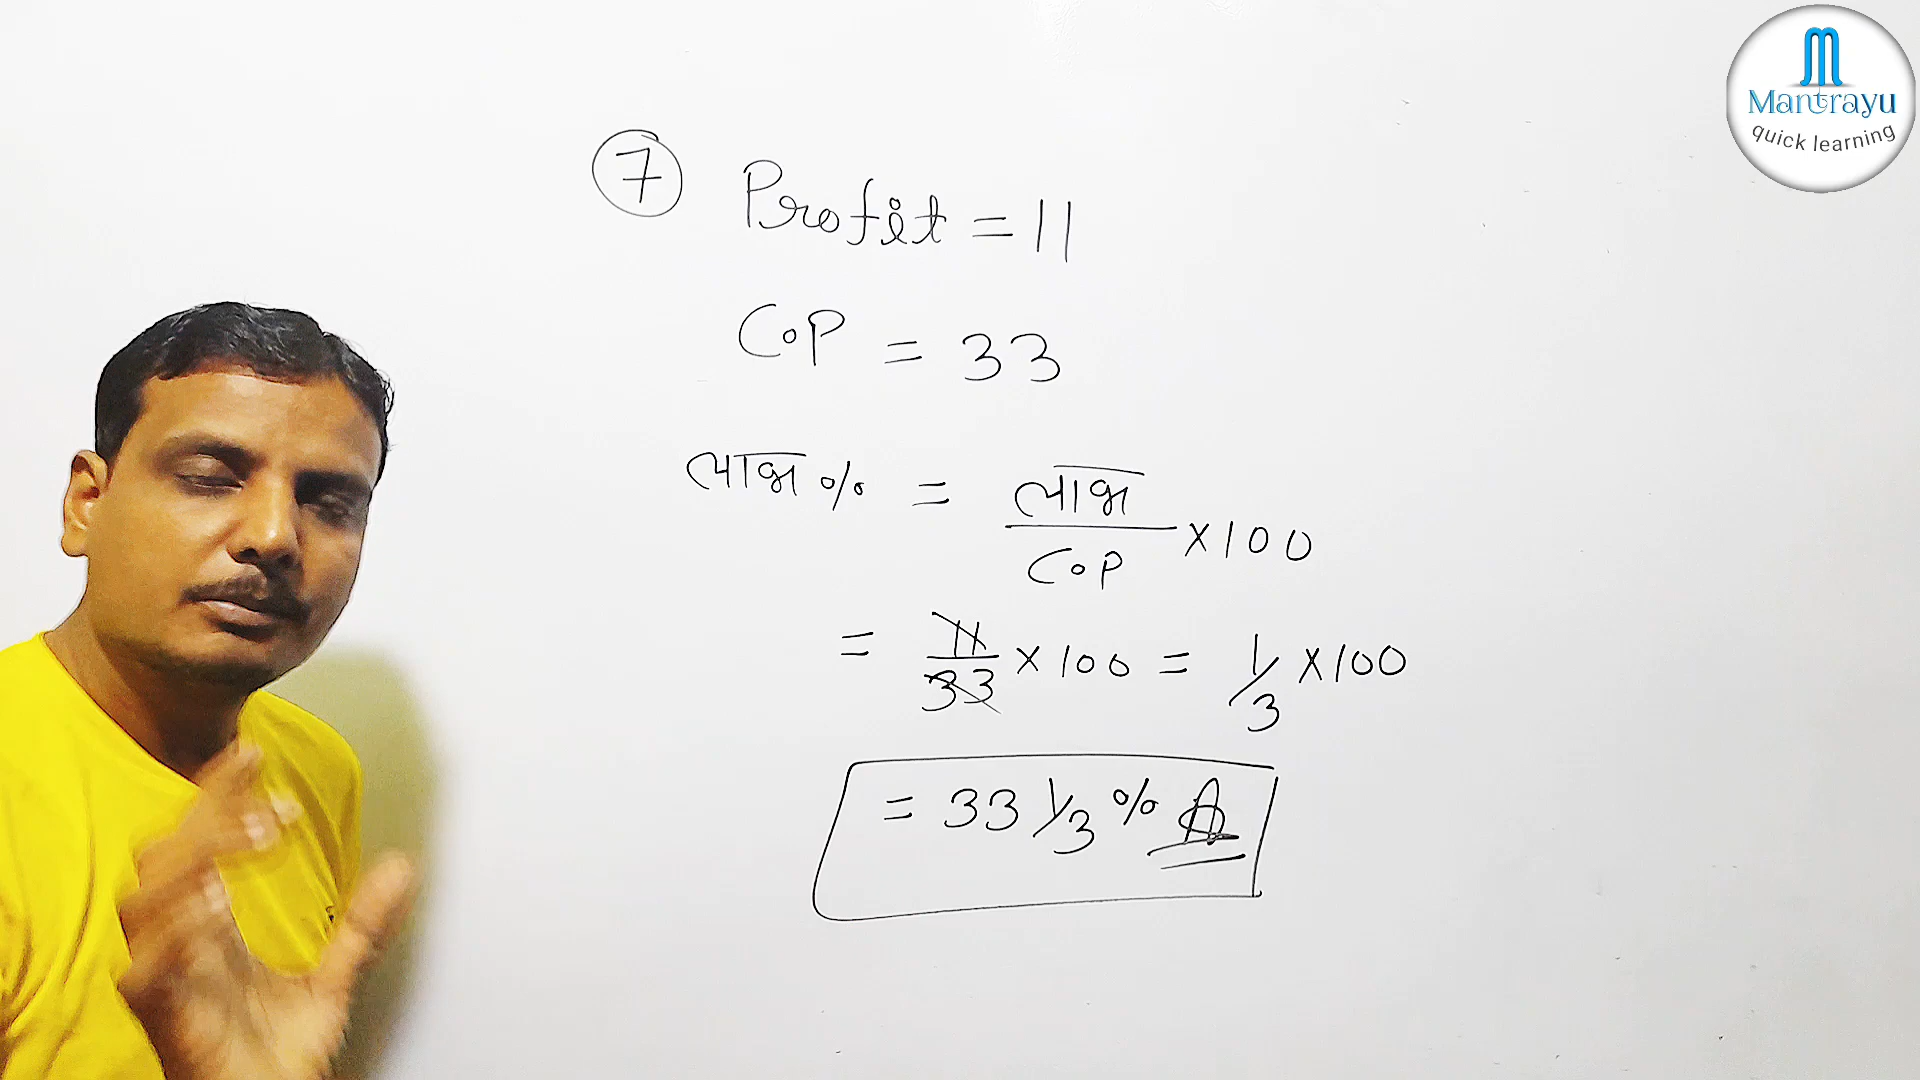 Mantrayu
quick learning
7 Profit = 11
CoP = 33
लाभ % = लाभ / CoP × 100
= 11/33 × 100 = 1/3 × 100
= 33 1/3 % A